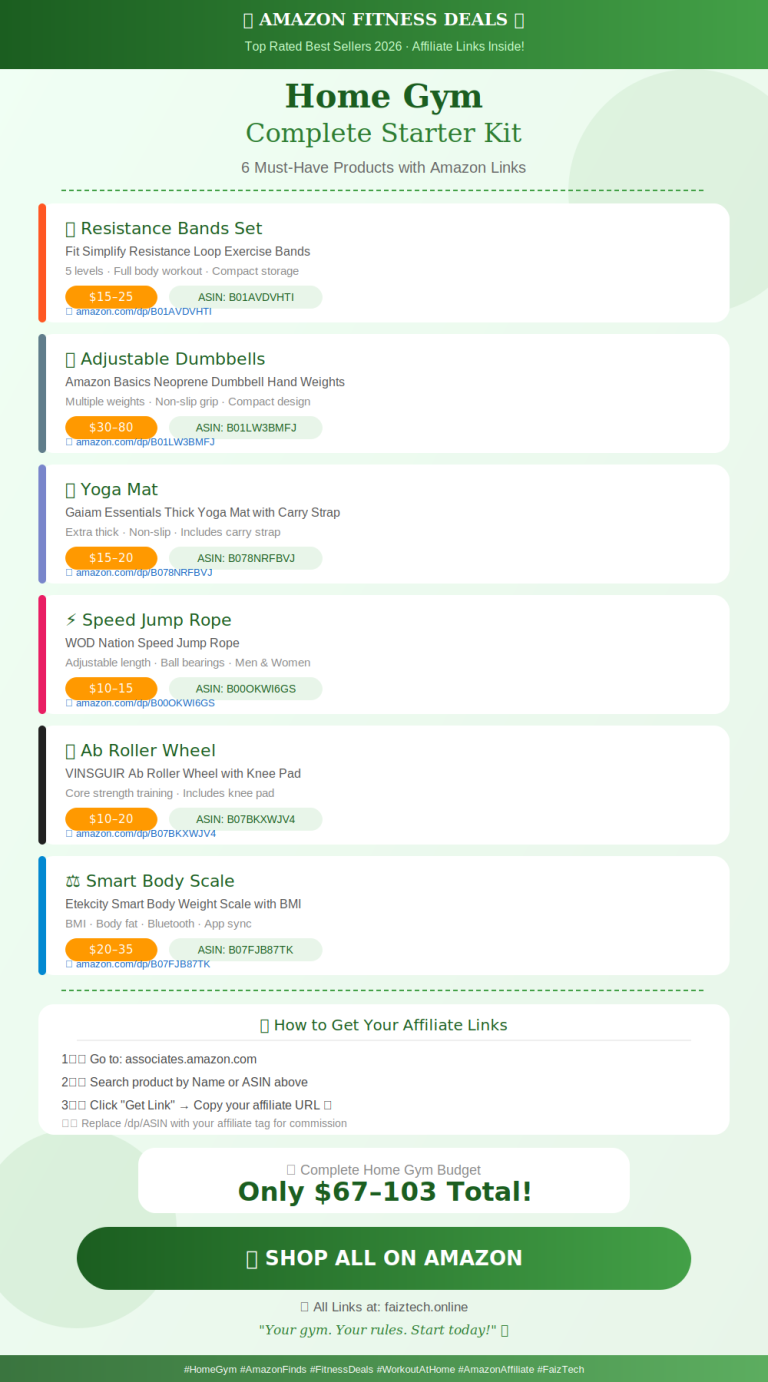 AMAZON FITNESS DEALS
Top Rated Best Sellers 2026 · Affiliate Links Inside!
Home Gym
Complete Starter Kit
6 Must-Have Products with Amazon Links
Resistance Bands Set
Fit Simplify Resistance Loop Exercise Bands
5 levels · Full body workout · Compact storage
$15–25 ASIN: B01AVDVHTI
amazon.com/dp/B01AVDVHTI
Adjustable Dumbbells
Amazon Basics Neoprene Dumbbell Hand Weights
Multiple weights · Non-slip grip · Compact design
$30–80 ASIN: B01LW3BMFJ
amazon.com/dp/B01LW3BMFJ
Yoga Mat
Gaiam Essentials Thick Yoga Mat with Carry Strap
Extra thick · Non-slip · Includes carry strap
$15–20 ASIN: B078NRFBVJ
amazon.com/dp/B078NRFBVJ
⚡ Speed Jump Rope
WOD Nation Speed Jump Rope
Adjustable length · Ball bearings · Men & Women
$10–15 ASIN: B00OKWI6GS
amazon.com/dp/B00OKWI6GS
Ab Roller Wheel
VINSGUIR Ab Roller Wheel with Knee Pad
Core strength training · Includes knee pad
$10–20 ASIN: B07BKXWJV4
amazon.com/dp/B07BKXWJV4
⚖ Smart Body Scale
Etekcity Smart Body Weight Scale with BMI
BMI · Body fat · Bluetooth · App sync
$20–35 ASIN: B07FJB87TK
amazon.com/dp/B07FJB87TK
How to Get Your Affiliate Links
1 Go to: associates.amazon.com
2 Search product by Name or ASIN above
3 Click "Get Link" → Copy your affiliate URL
Replace /dp/ASIN with your affiliate tag for commission
Complete Home Gym Budget
Only $67–103 Total!
SHOP ALL ON AMAZON
All Links at: faiztech.online
"Your gym. Your rules. Start today!"
#HomeGym #AmazonFinds #FitnessDeals #WorkoutAtHome #AmazonAffiliate #FaizTech